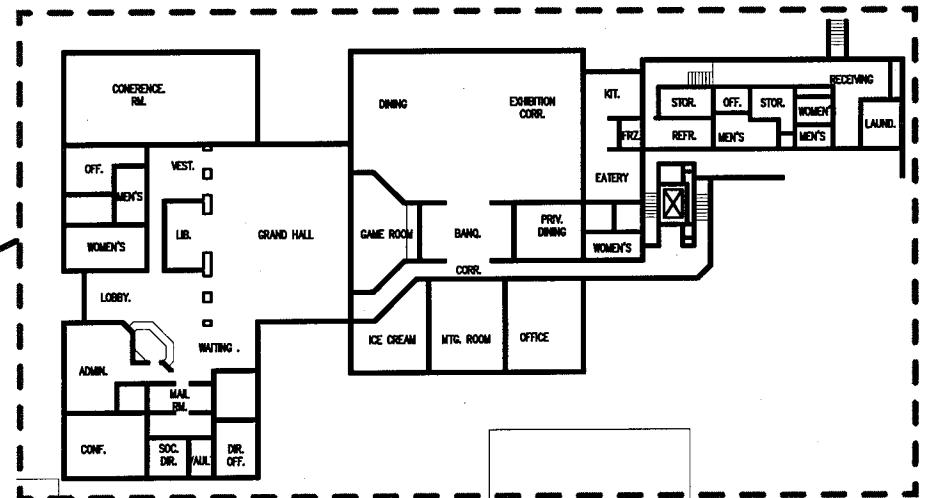 CONERENCE.
RM.
DINING
EXHIBITION
CORR.
KIT.
RECEIVING
STOR.
OFF.
STOR.
WOMEN'S
LAUND.
FRZ.
REFR.
MEN'S
MEN'S
OFF.
VEST.
MEN'S
EATERY
LIB.
GRAND HALL
GAME ROOM
BANQ.
PRIV.
DINING
WOMEN'S
WOMEN'S
CORR.
LOBBY.
WAITING .
ICE CREAM
MTG. ROOM
OFFICE
ADMIN.
MAIL
RM.
CONF.
SOC.
DIR.
VAULT
DIR.
OFF.